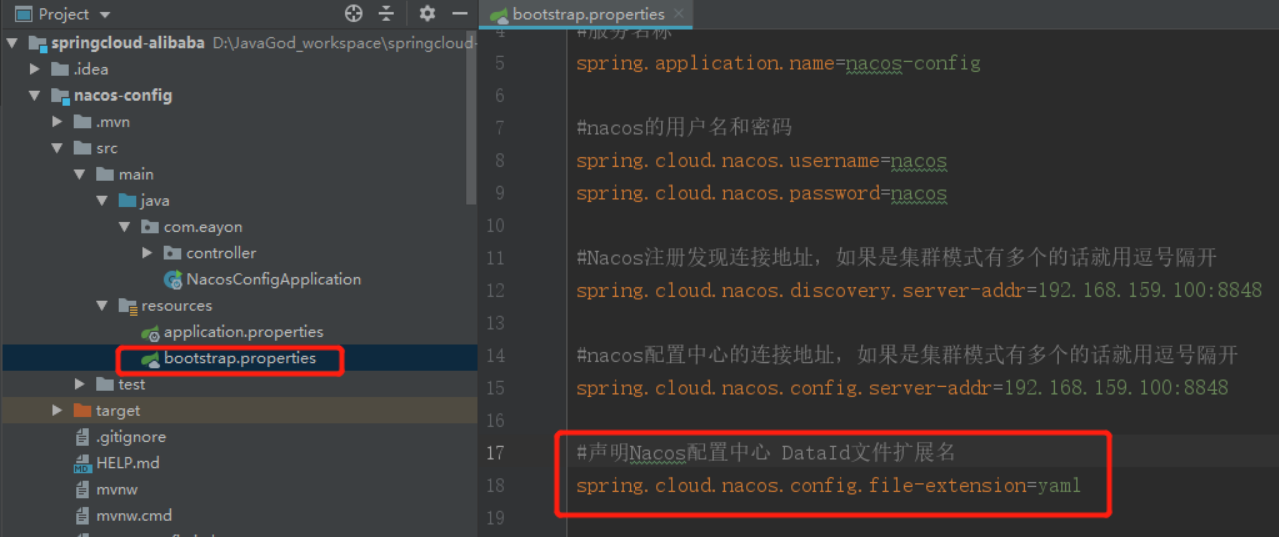 Project
springcloud-alibaba D:\JavaGod_workspace\springcloud-
.idea
nacos-config
.mvn
src
main
java
com.eayon
controller
NacosConfigApplication
resources
application.properties
bootstrap.properties
test
target
.gitignore
HELP.md
mvnw
mvnw.cmd
bootstrap.properties
4 #服务名称
5 spring.application.name=nacos-config
6
7 #nacos的用户名和密码
8 spring.cloud.nacos.username=nacos
9 spring.cloud.nacos.password=nacos
10
11 #Nacos注册发现连接地址，如果是集群模式有多个的话就用逗号隔开
12 spring.cloud.nacos.discovery.server-addr=192.168.159.100:8848
13
14 #nacos配置中心的连接地址，如果是集群模式有多个的话就用逗号隔开
15 spring.cloud.nacos.config.server-addr=192.168.159.100:8848
16
17 #声明Nacos配置中心 DataId文件扩展名
18 spring.cloud.nacos.config.file-extension=yaml
19